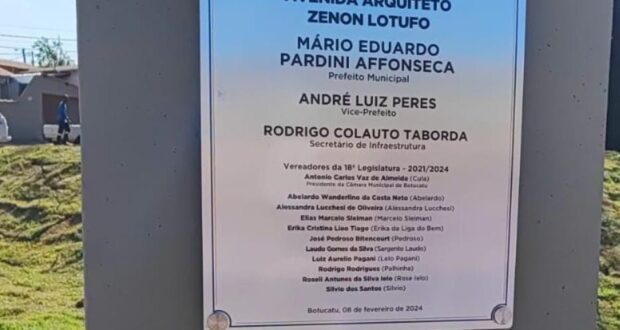 AVENIDA ARQUITETO
ZENON LOTUFO
MÁRIO EDUARDO
PARDINI AFFONSECA
Prefeito Municipal
ANDRÉ LUIZ PERES
Vice-Prefeito
RODRIGO COLAUTO TABORDA
Secretário de Infraestrutura
Vereadores da 18ª Legislatura - 2021/2024
Antonio Carlos Vaz de Almeida (Cula)
Presidente da Câmara Municipal de Botucatu
Abelardo Wanderlino da Costa Neto (Abelardo)
Alessandra Lucchesi de Oliveira (Alessandra Lucchesi)
Elias Marcelo Sleiman (Marcelo Sleiman)
Erika Cristina Liao Tiago (Erika da Liga do Bem)
José Pedroso Bitencourt (Pedroso)
Laudo Gomes da Silva (Sargento Laudo)
Luiz Aurelio Pagani (Lelo Pagani)
Rodrigo Rodrigues (Palhinha)
Roseli Antunes da Silva Ielo (Rose Ielo)
Silvio dos Santos (Silvio)
Botucatu, 08 de fevereiro de 2024